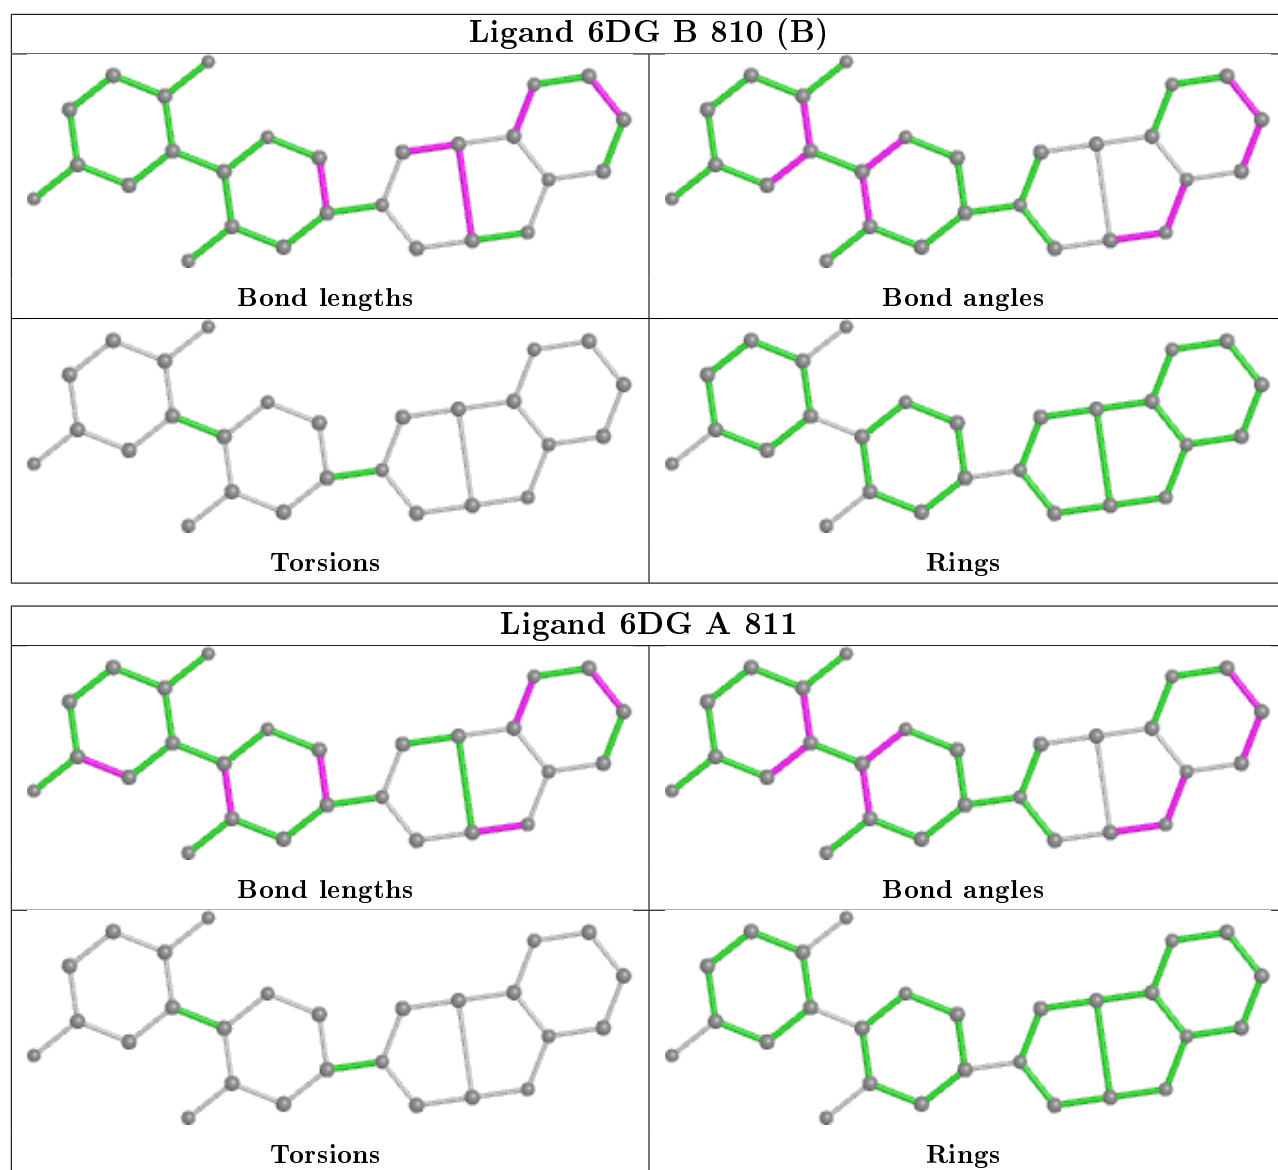 Ligand 6DG B 810 (B)
Bond lengths
Bond angles
Torsions
Rings
Ligand 6DG A 811
Bond lengths
Bond angles
Torsions
Rings